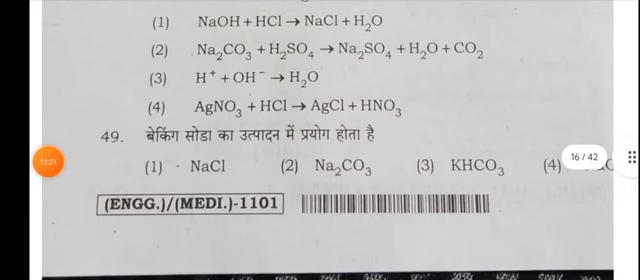 (1) NaOH + HCl → NaCl + H₂O
(2) Na₂CO₃ + H₂SO₄ → Na₂SO₄ + H₂O + CO₂
(3) H⁺ + OH⁻ → H₂O
(4) AgNO₃ + HCl → AgCl + HNO₃
49. बेकिंग सोडा का उत्पादन में प्रयोग होता है
(1) NaCl (2) Na₂CO₃ (3) KHCO₃ (4)
12:21
16 / 42
(ENGG.)/(MEDI.)-1101